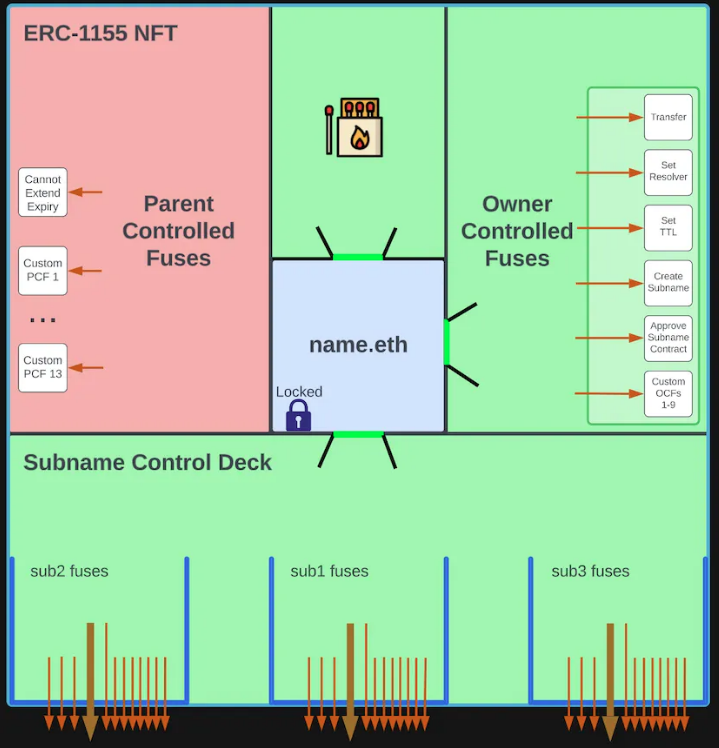 ERC-1155 NFT
Cannot
Extend
Expiry
Custom
PCF 1
...
Custom
PCF 13
Parent
Controlled
Fuses
Owner
Controlled
Fuses
Transfer
Set
Resolver
Set
TTL
Create
Subname
Approve
Subname
Contract
Custom
OCFs
1-9
name.eth
Locked
Subname Control Deck
sub2 fuses
sub1 fuses
sub3 fuses